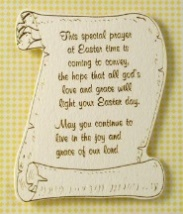 This special prayer
at Easter time is
coming to convey,
the hope that all god's
love and grace will
light your Easter day.
May you continue to
live in the joy and
grace of our lord.